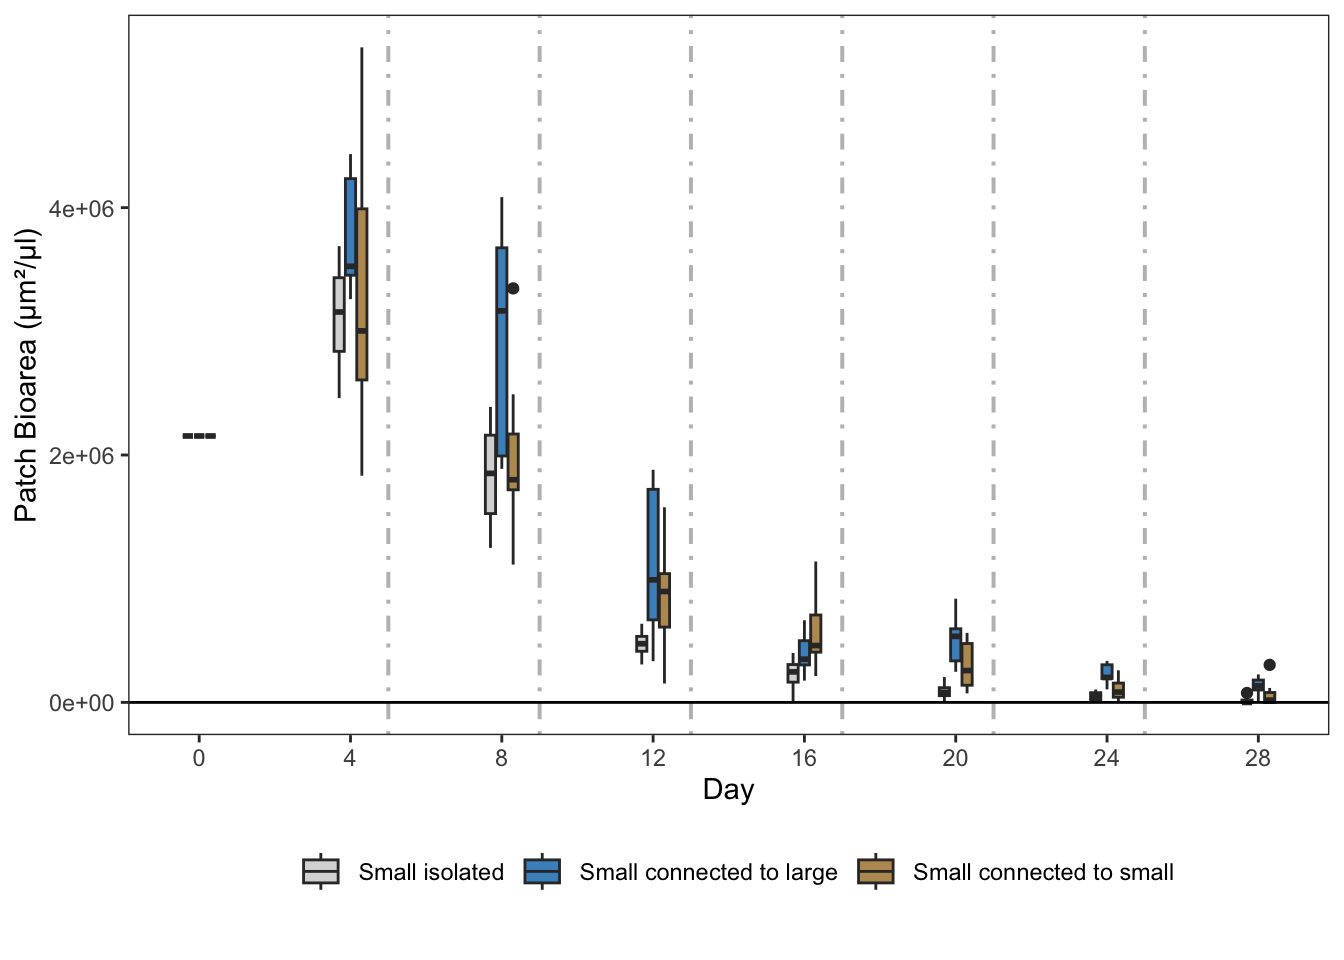 Patch Bioarea (µm²/µl)
4e+06
2e+06
0e+00
0 4 8 12 16 20 24 28
Day
Small isolated Small connected to large Small connected to small